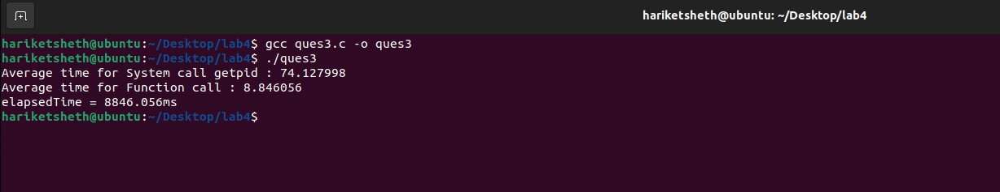 hariketsheth@ubuntu: ~/Desktop/lab4
hariketsheth@ubuntu:~/Desktop/lab4$ gcc ques3.c -o ques3
hariketsheth@ubuntu:~/Desktop/lab4$ ./ques3
Average time for System call getpid : 74.127998
Average time for Function call : 8.846056
elapsedTime = 8846.056ms
hariketsheth@ubuntu:~/Desktop/lab4$